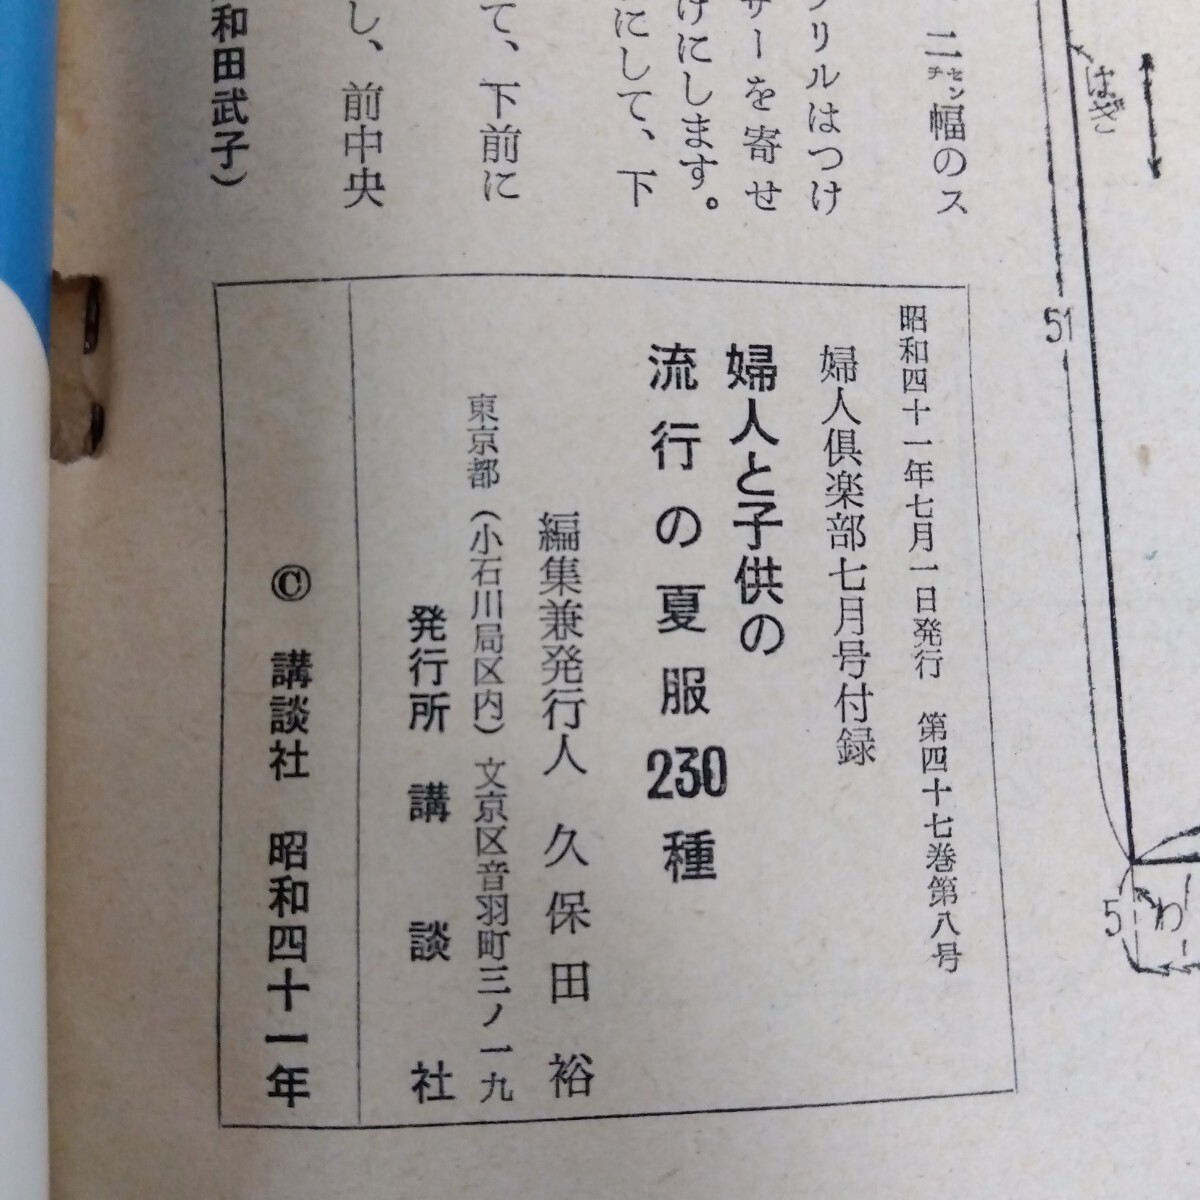 二センチ幅のス
フリルはつけ
サーを寄せ
けにします。
にして、下
て、下前に
し、前中央
和田武子）
はぎ
51
5
わ
昭和四十一年七月一日発行　第四十七巻第八号
婦人倶楽部七月号付録
婦人と子供の
流行の夏服230種
編集兼発行人　久保田　裕
東京都（小石川局区内）文京区音羽町三ノ一九
発行所　講談社
© 講談社　昭和四十一年